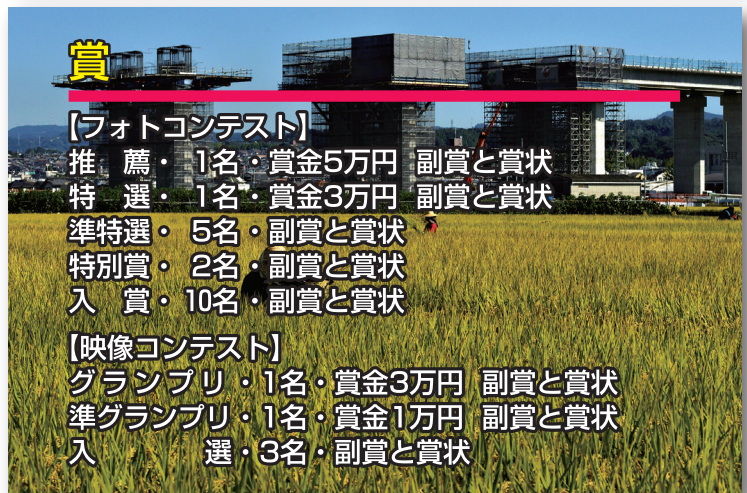 賞
【フォトコンテスト】
推　薦・ 1名・賞金5万円 副賞と賞状
特　選・ 1名・賞金3万円 副賞と賞状
準特選・ 5名・副賞と賞状
特別賞・ 2名・副賞と賞状
入　賞・ 10名・副賞と賞状
【映像コンテスト】
グランプリ・1名・賞金3万円 副賞と賞状
準グランプリ・1名・賞金1万円 副賞と賞状
入　　　選・3名・副賞と賞状